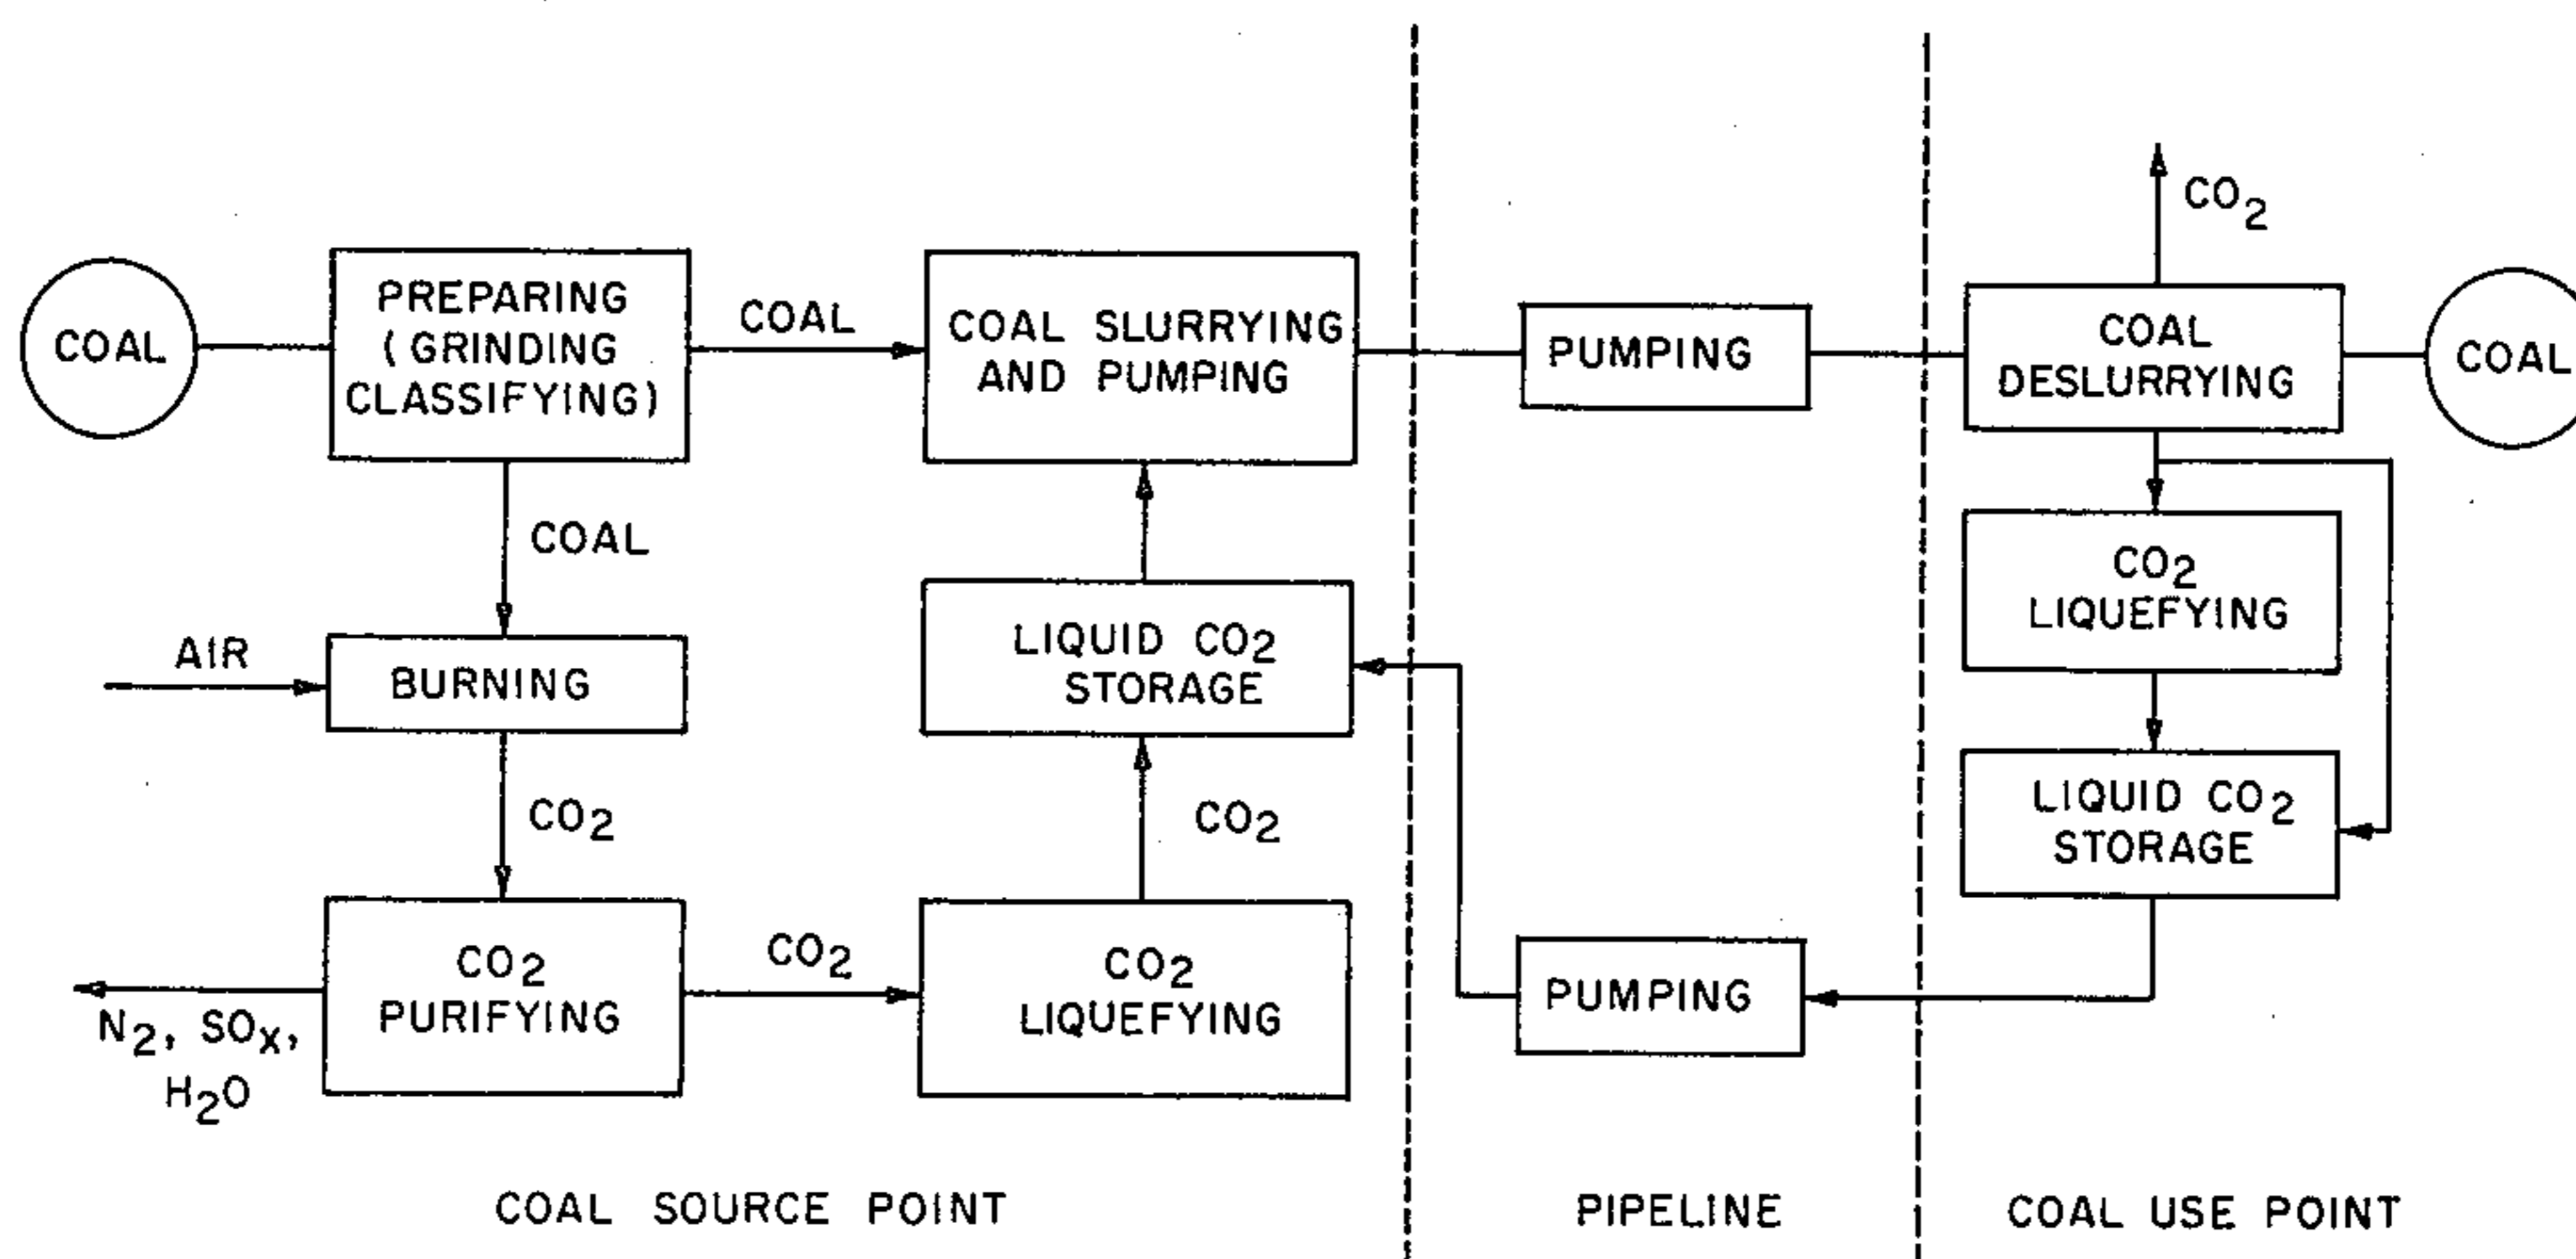 COAL
PREPARING
(GRINDING
CLASSIFYING)
COAL
COAL SLURRYING
AND PUMPING
PUMPING
CO2
COAL
DESLURRYING
COAL
COAL
AIR
BURNING
LIQUID CO2
STORAGE
CO2
LIQUEFYING
CO2
CO2
LIQUID CO2
STORAGE
CO2
PURIFYING
N2, SOx,
H2O
CO2
CO2
LIQUEFYING
PUMPING
COAL SOURCE POINT
PIPELINE
COAL USE POINT